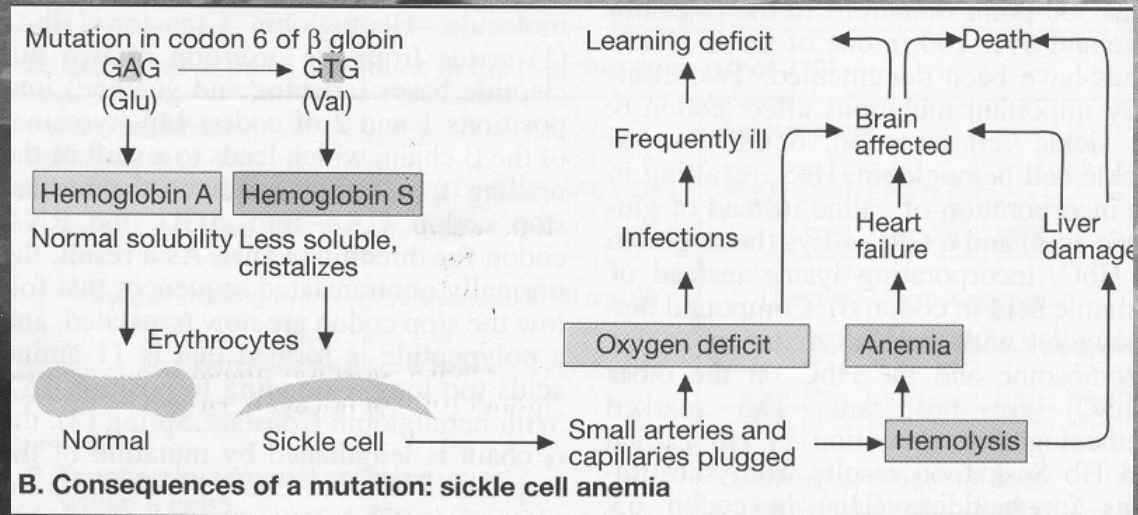 Mutation in codon 6 of β globin
GAG
GTG
(Glu)
(Val)
Hemoglobin A
Hemoglobin S
Normal solubility
Less soluble,
cristalizes
Erythrocytes
Normal
Sickle cell
Small arteries and
capillaries plugged
Hemolysis
Oxygen deficit
Anemia
Infections
Heart
failure
Liver
damage
Frequently ill
Brain
affected
Learning deficit
Death
B. Consequences of a mutation: sickle cell anemia